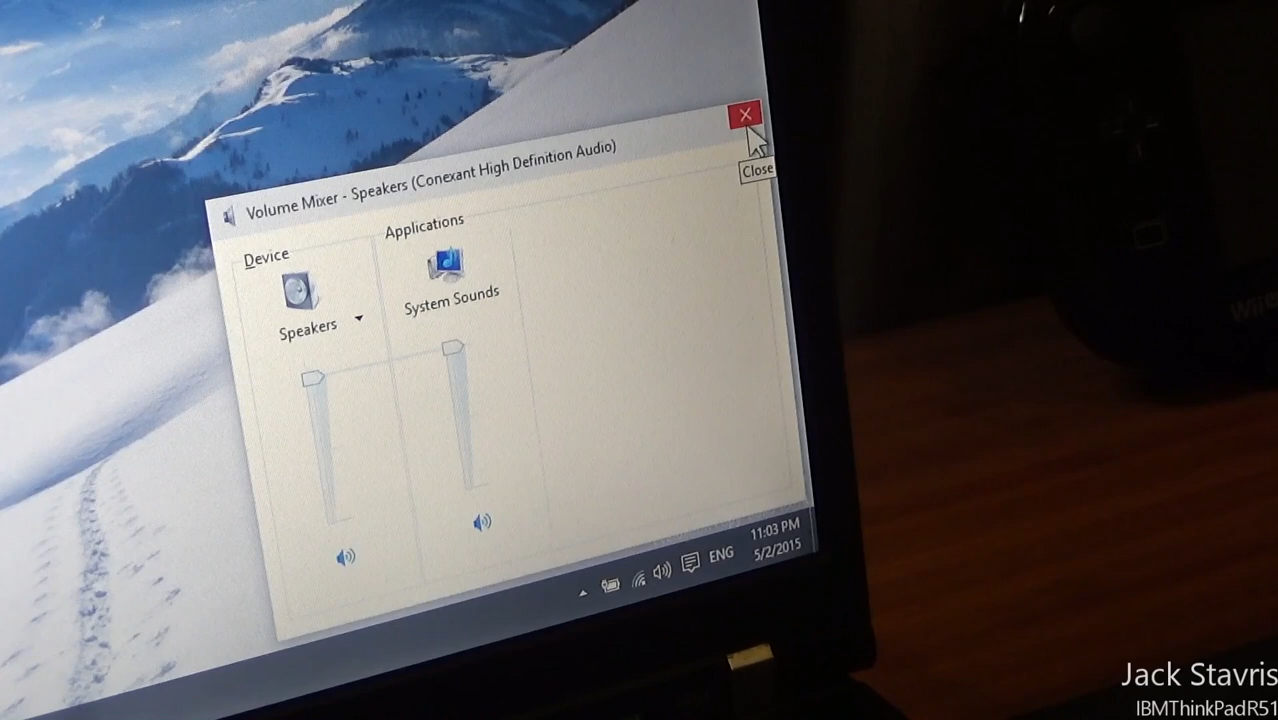 Volume Mixer - Speakers (Conexant High Definition Audio)
Close
Device
Applications
Speakers
System Sounds
ENG
11:03 PM
5/2/2015
Jack Stavris
IBMThinkPadR51